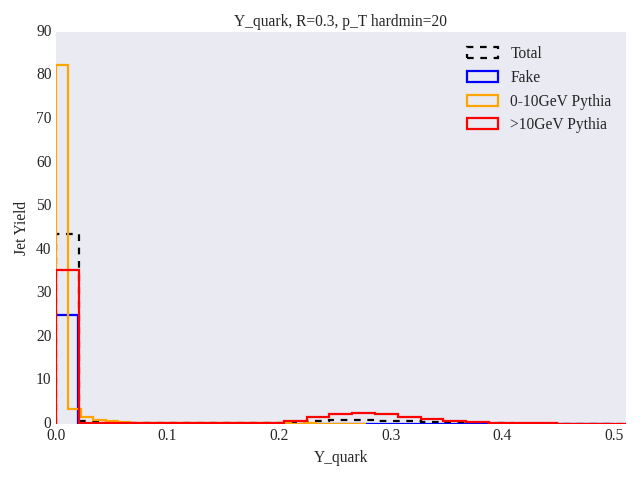 Y_quark, R=0.3, p_T hardmin=20
90
80
70
60
50
40
30
20
10
0
Jet Yield
Total
Fake
0-10GeV Pythia
>10GeV Pythia
0.0 0.1 0.2 0.3 0.4 0.5
Y_quark